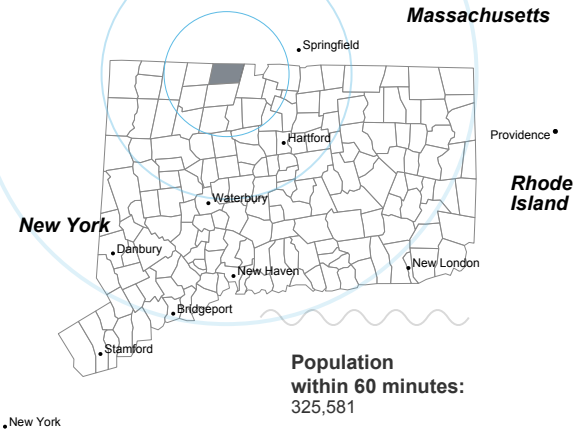 Massachusetts
Springfield
Providence
Hartford
Rhode
Island
Waterbury
New York
Danbury
New Haven
New London
Bridgeport
Stamford
Population
within 60 minutes:
325,581
New York